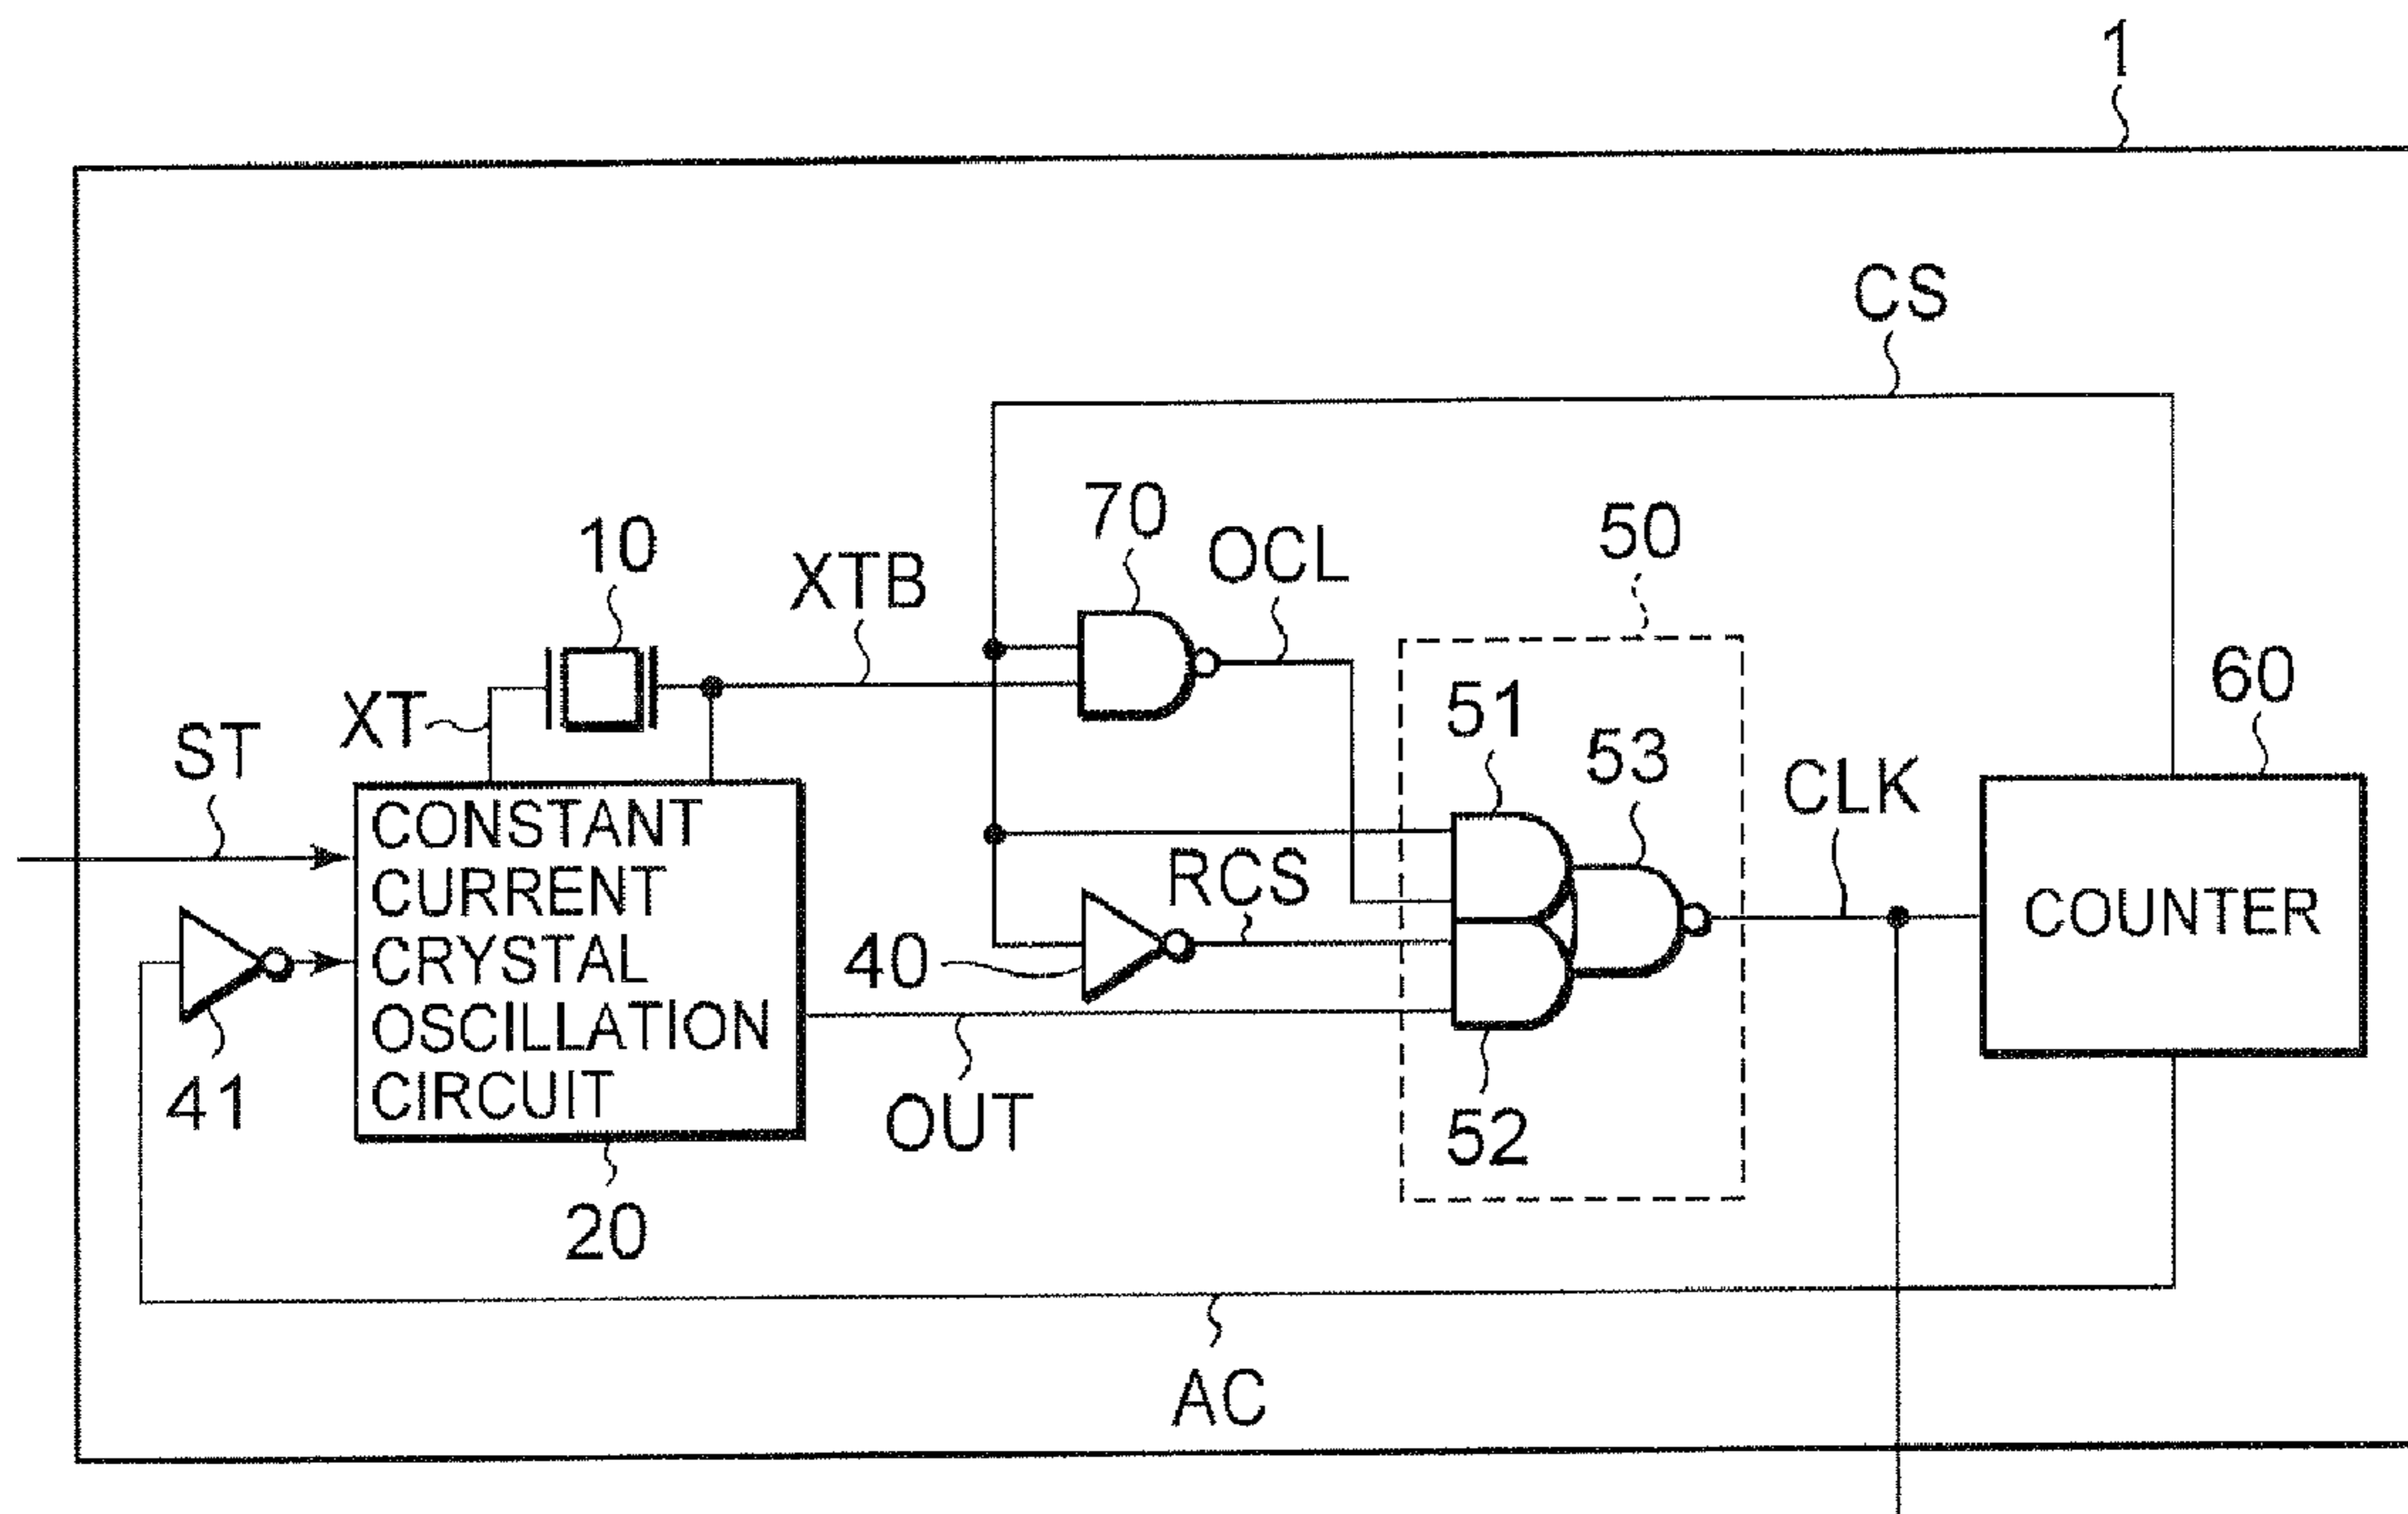 1
CS
70
OCL
50
10
XTB
60
51
XT
53
ST
CLK
CONSTANT
CURRENT
CRYSTAL
OSCILLATION
CIRCUIT
RCS
COUNTER
40
41
OUT
52
20
AC